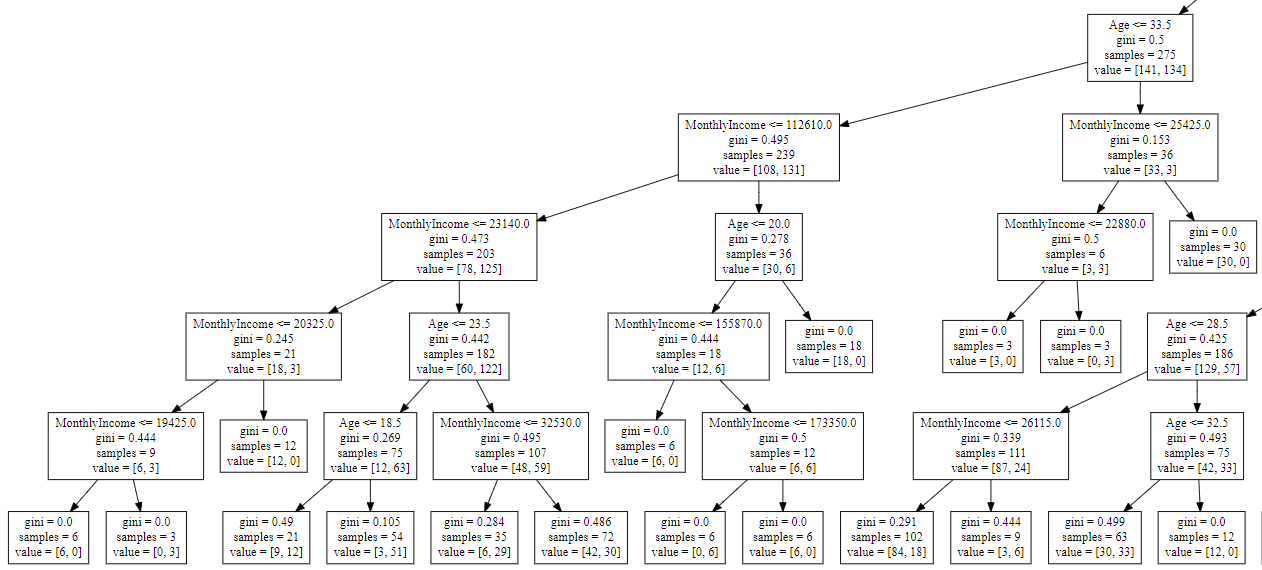 Age <= 33.5
gini = 0.5
samples = 275
value = [141, 134]
MonthlyIncome <= 112610.0
gini = 0.495
samples = 239
value = [108, 131]
MonthlyIncome <= 25425.0
gini = 0.153
samples = 36
value = [33, 3]
MonthlyIncome <= 23140.0
gini = 0.473
samples = 203
value = [78, 125]
Age <= 20.0
gini = 0.278
samples = 36
value = [30, 6]
MonthlyIncome <= 22880.0
gini = 0.5
samples = 6
value = [3, 3]
gini = 0.0
samples = 30
value = [30, 0]
MonthlyIncome <= 20325.0
gini = 0.245
samples = 21
value = [18, 3]
Age <= 23.5
gini = 0.442
samples = 182
value = [60, 122]
MonthlyIncome <= 155870.0
gini = 0.444
samples = 18
value = [12, 6]
gini = 0.0
samples = 18
value = [18, 0]
gini = 0.0
samples = 3
value = [3, 0]
gini = 0.0
samples = 3
value = [0, 3]
Age <= 28.5
gini = 0.425
samples = 186
value = [129, 57]
MonthlyIncome <= 19425.0
gini = 0.444
samples = 9
value = [6, 3]
gini = 0.0
samples = 12
value = [12, 0]
Age <= 18.5
gini = 0.269
samples = 75
value = [12, 63]
MonthlyIncome <= 32530.0
gini = 0.495
samples = 107
value = [48, 59]
gini = 0.0
samples = 6
value = [6, 0]
MonthlyIncome <= 173350.0
gini = 0.5
samples = 12
value = [6, 6]
MonthlyIncome <= 26115.0
gini = 0.339
samples = 111
value = [87, 24]
Age <= 32.5
gini = 0.493
samples = 75
value = [42, 33]
gini = 0.0
samples = 6
value = [6, 0]
gini = 0.0
samples = 3
value = [0, 3]
gini = 0.49
samples = 21
value = [9, 12]
gini = 0.105
samples = 54
value = [3, 51]
gini = 0.284
samples = 35
value = [6, 29]
gini = 0.486
samples = 72
value = [42, 30]
gini = 0.0
samples = 6
value = [0, 6]
gini = 0.0
samples = 6
value = [6, 0]
gini = 0.291
samples = 102
value = [84, 18]
gini = 0.444
samples = 9
value = [3, 6]
gini = 0.499
samples = 63
value = [30, 33]
gini = 0.0
samples = 12
value = [12, 0]